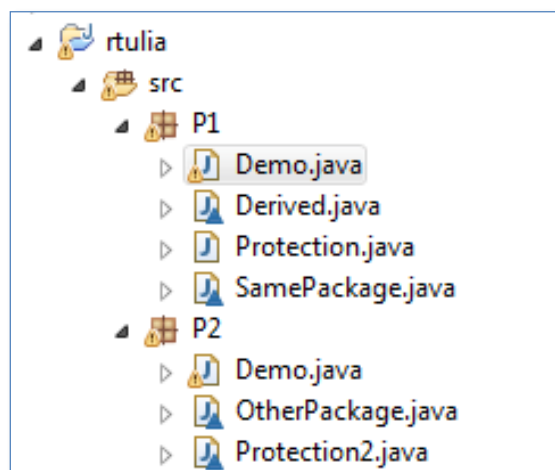 rtulia
src
P1
Demo.java
Derived.java
Protection.java
SamePackage.java
P2
Demo.java
OtherPackage.java
Protection2.java